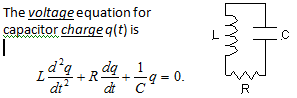 The voltage equation for
capacitor charge q(t) is
L d²q/dt² + R dq/dt + 1/C q = 0.
L C
R